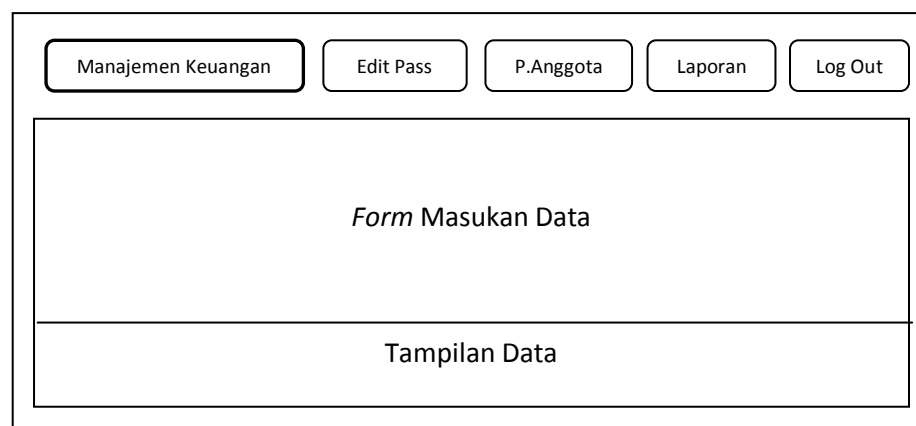 Manajemen Keuangan Edit Pass P.Anggota Laporan Log Out
Form Masukan Data
Tampilan Data